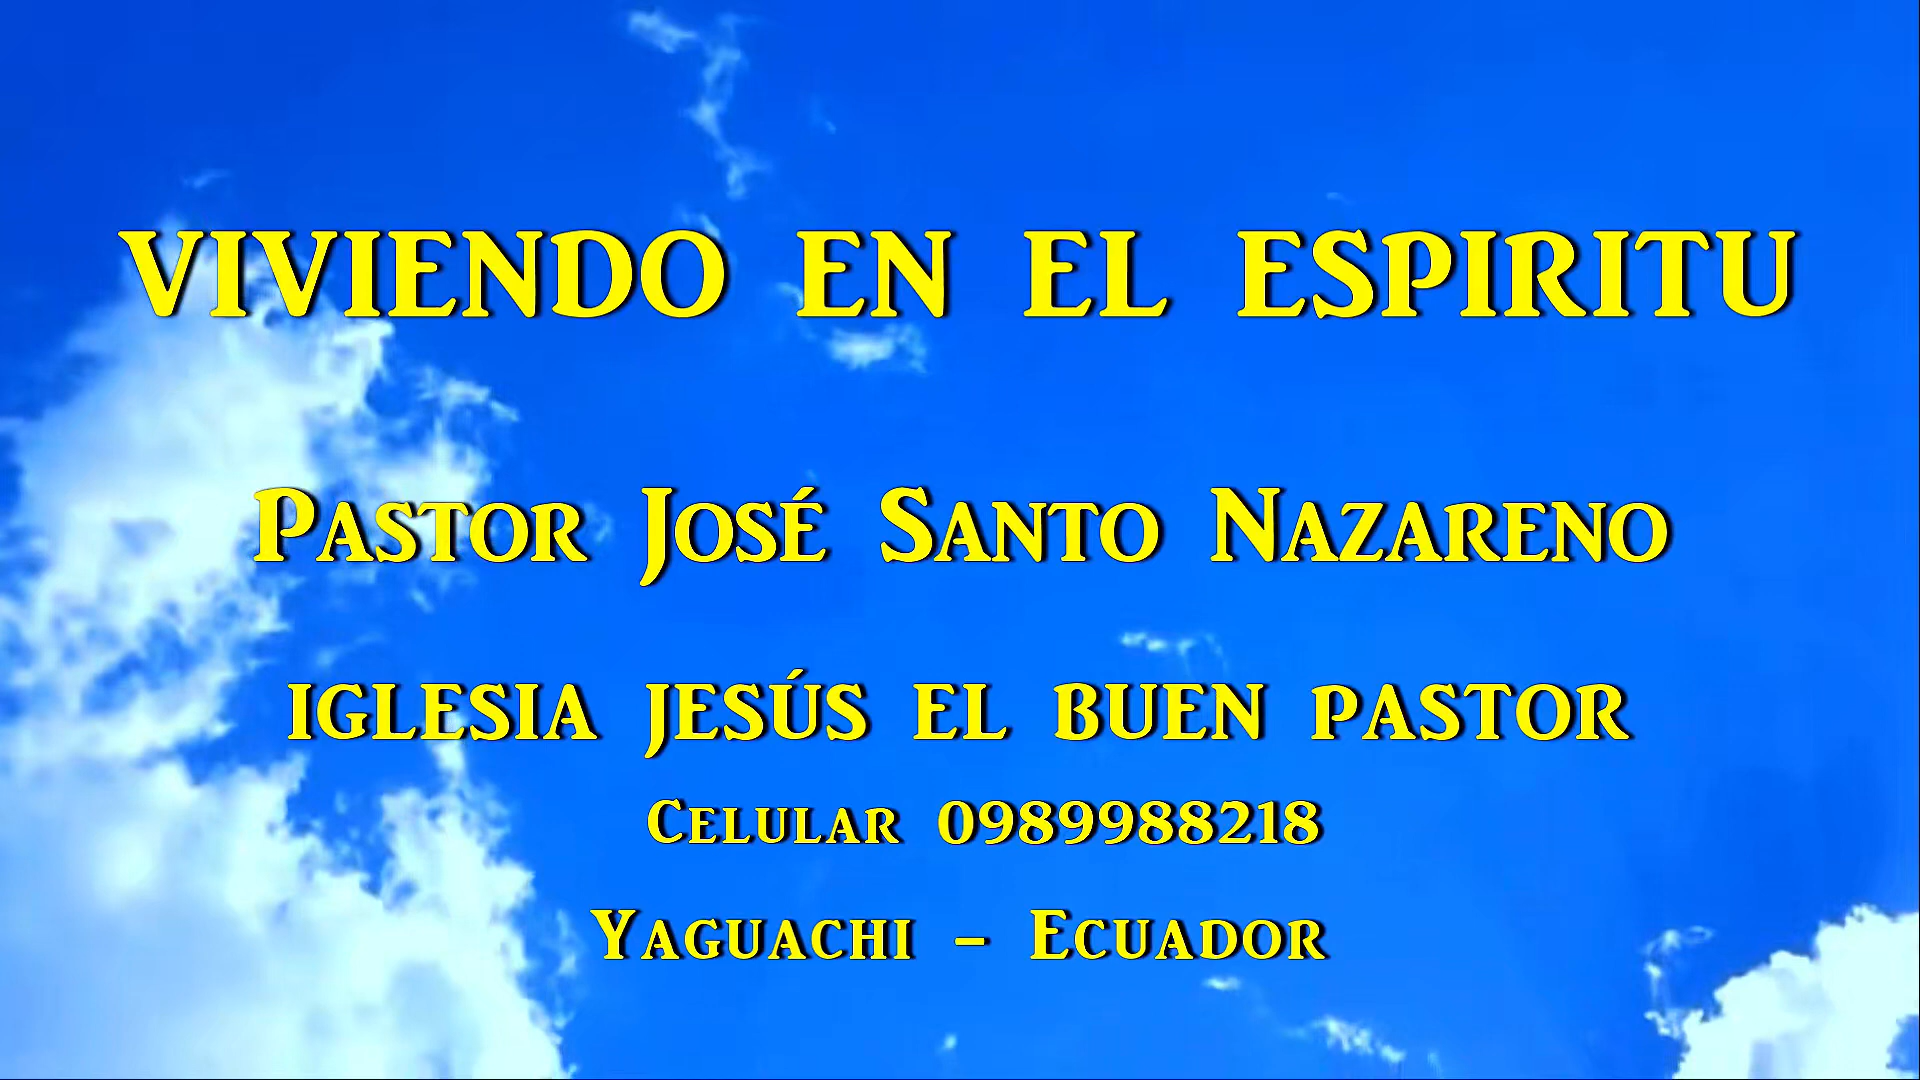 VIVIENDO EN EL ESPIRITU
Pastor José Santo Nazareno
IGLESIA JESÚS EL BUEN PASTOR
Celular 0989988218
Yaguachi - Ecuador